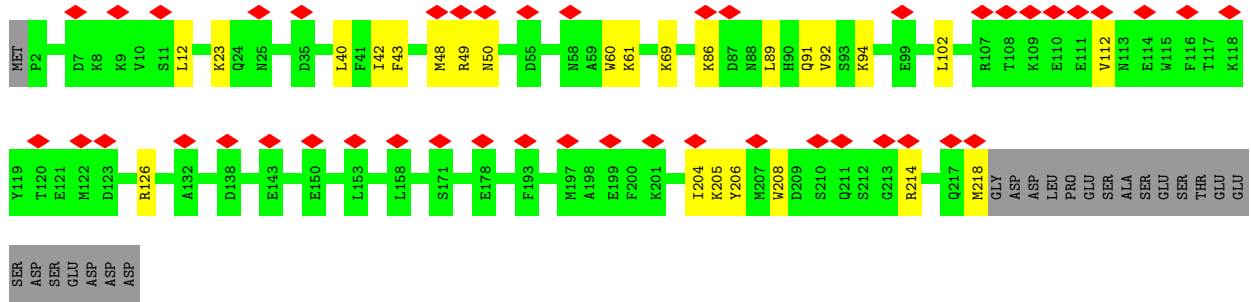 MET P2 D7 K8 K9 V10 S11 L12 K23 Q24 N25 D35 L40 F41 I42 F43 M48 R49 N50 D55 N58 A59 W60 K61 K69 K86 D87 N88 L89 H90 Q91 V92 S93 K94 E99 L102 R107 T108 K109 E110 E111 V112 N113 E114 W115 F116 T117 K118
Y119 T120 E121 M122 D123 R126 A132 D138 E143 E150 L153 L158 S171 E178 F193 M197 A198 E199 F200 K201 I204 K205 Y206 M207 W208 D209 S210 Q211 S212 G213 R214 Q217 M218 GLY ASP ASP LEU PRO GLU SER ALA SER GLU SER THR GLU GLU
SER ASP SER GLU ASP ASP ASP